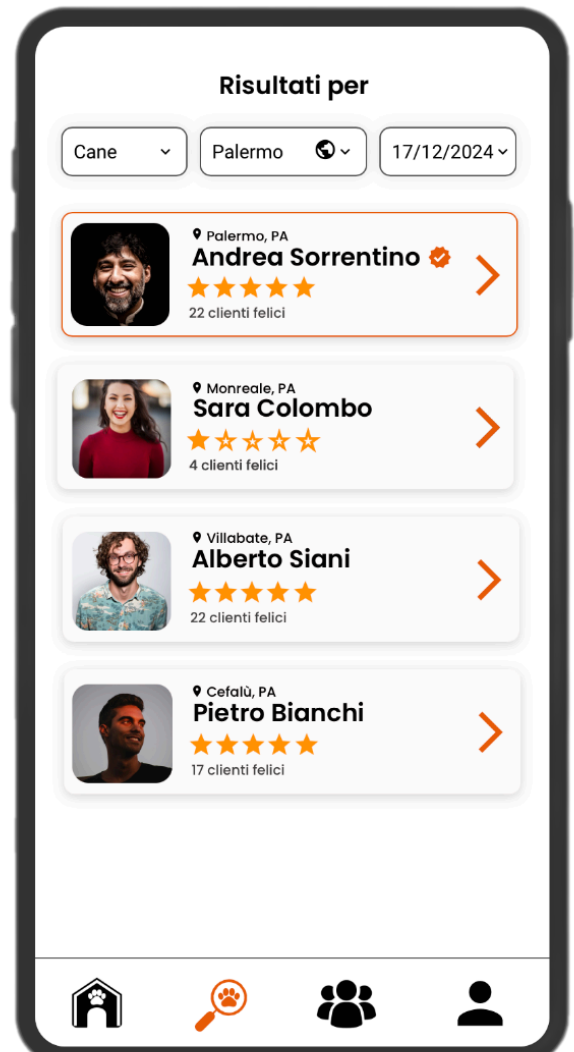 Risultati per
Cane
Palermo
17/12/2024
Palermo, PA
Andrea Sorrentino
22 clienti felici
Monreale, PA
Sara Colombo
4 clienti felici
Villabate, PA
Alberto Siani
22 clienti felici
Cefalù, PA
Pietro Bianchi
17 clienti felici